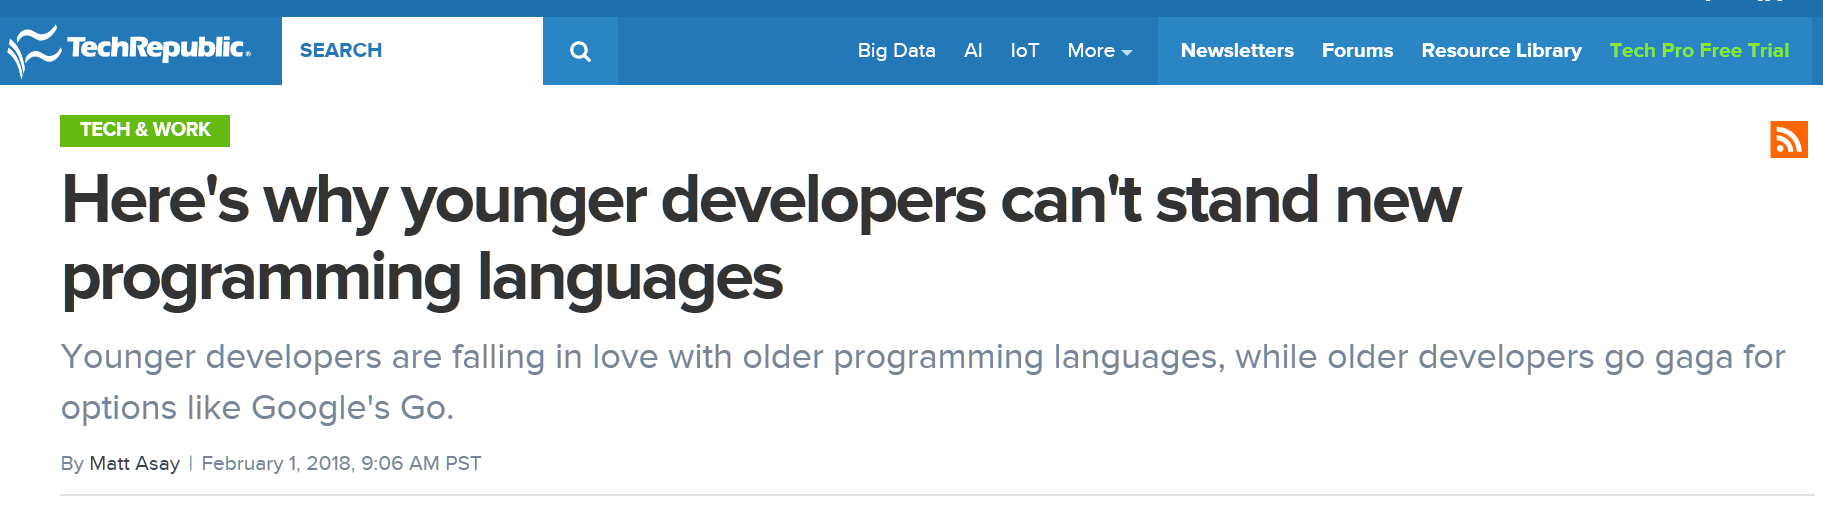 TechRepublic®
SEARCH
Big Data AI IoT More
Newsletters Forums Resource Library Tech Pro Free Trial
TECH & WORK
Here's why younger developers can't stand new
programming languages
Younger developers are falling in love with older programming languages, while older developers go gaga for
options like Google's Go.
By Matt Asay | February 1, 2018, 9:06 AM PST